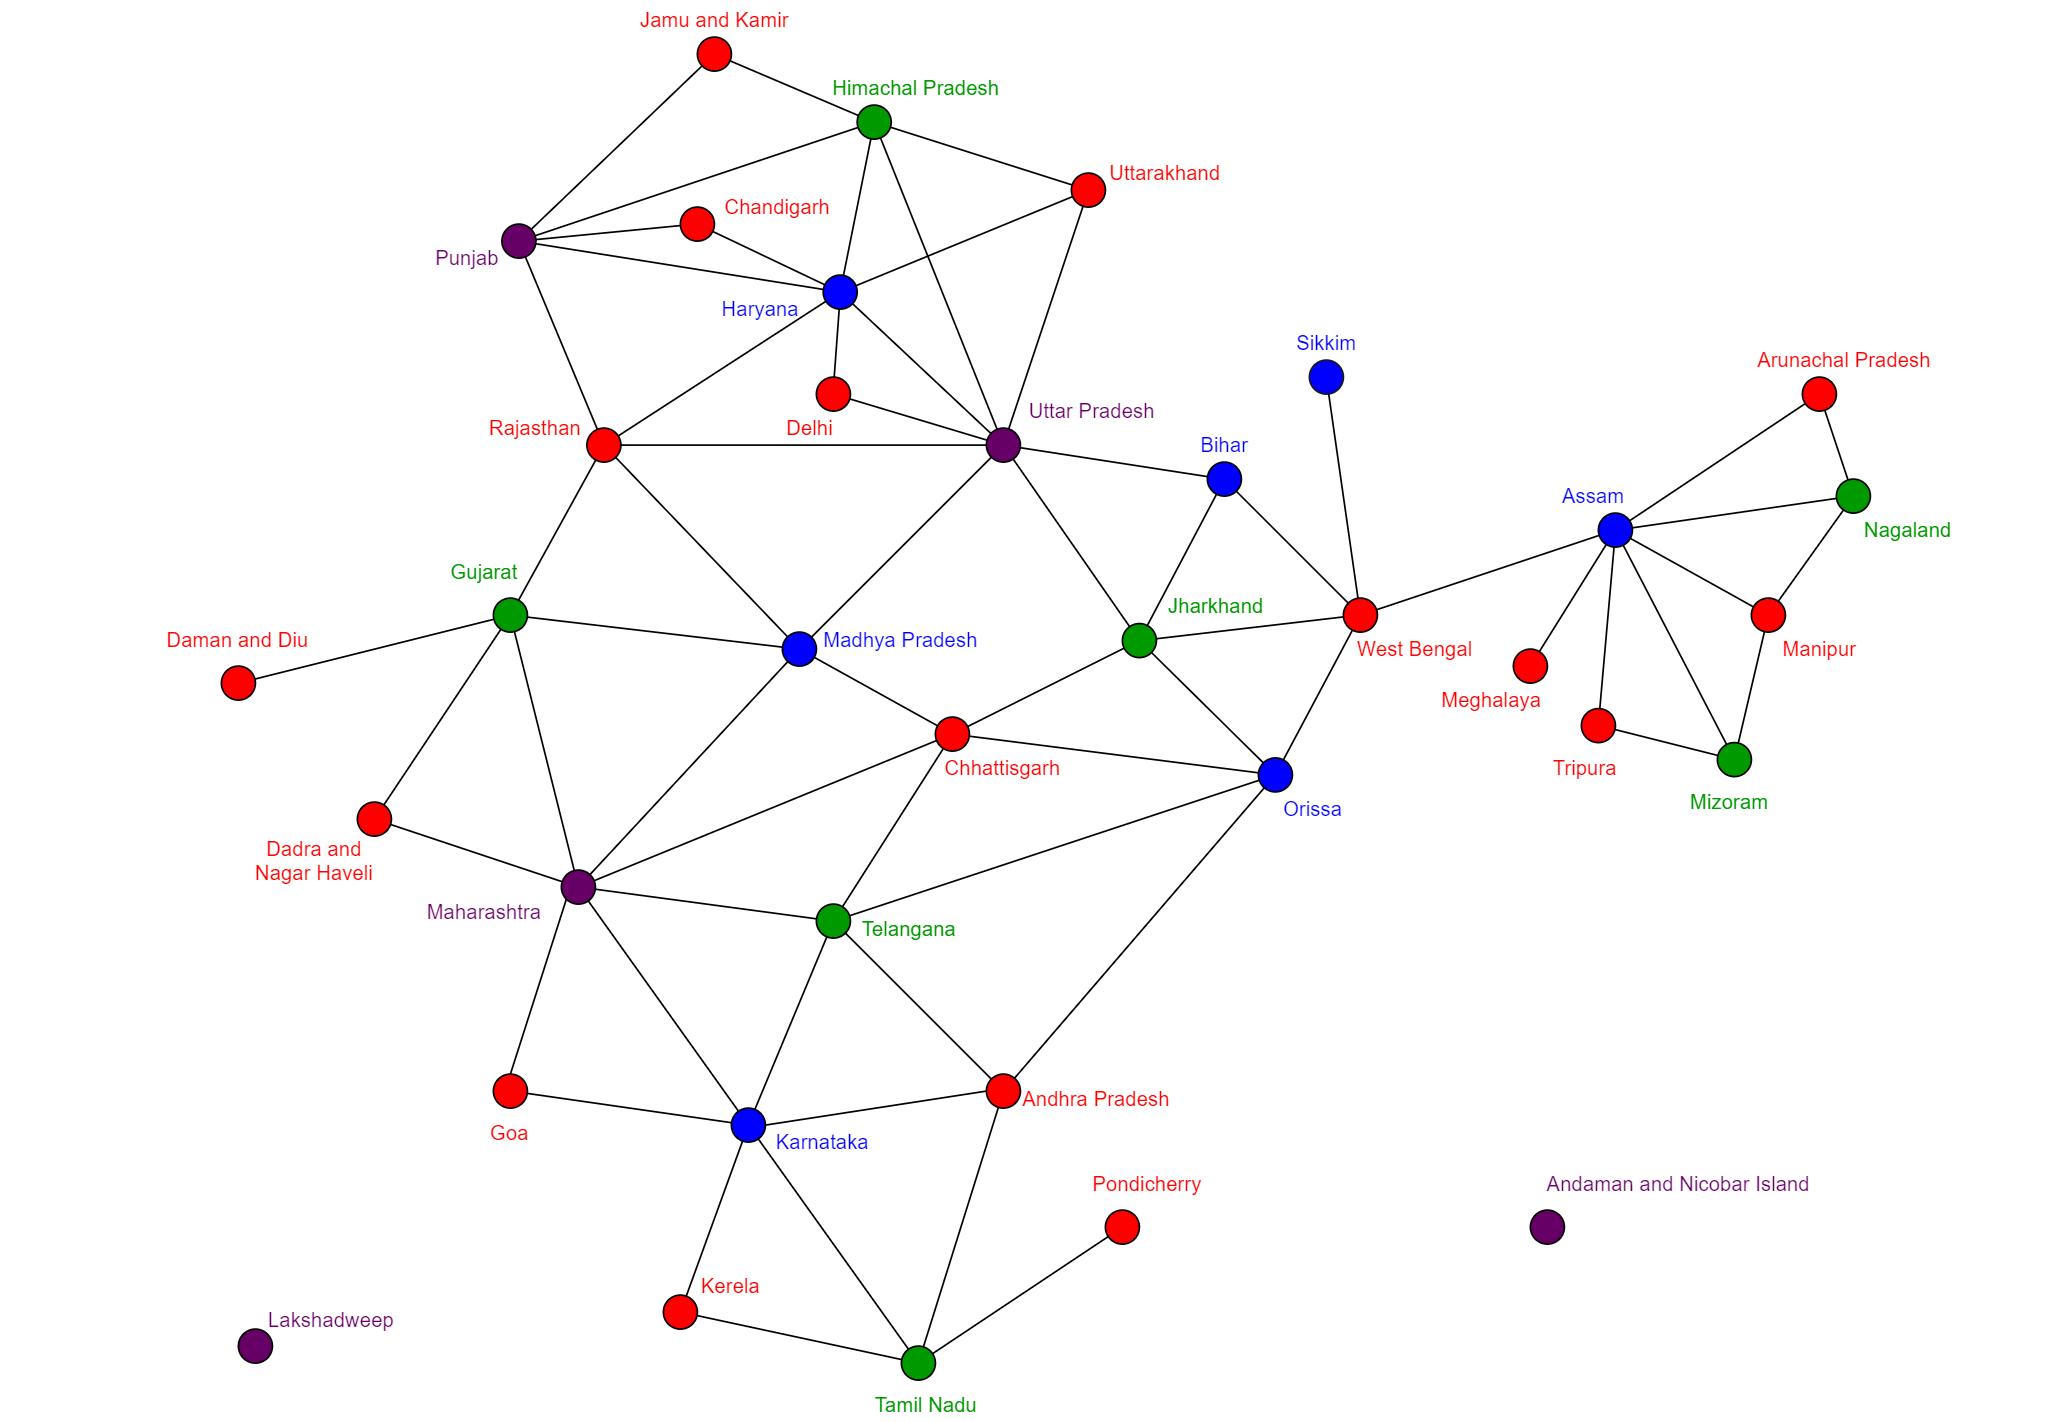 Jamu and Kamir
Himachal Pradesh
Uttarakhand
Chandigarh
Punjab
Haryana
Sikkim
Arunachal Pradesh
Uttar Pradesh
Rajasthan
Delhi
Bihar
Assam
Nagaland
Gujarat
Jharkhand
Daman and Diu
Madhya Pradesh
West Bengal
Manipur
Meghalaya
Chhattisgarh
Tripura
Mizoram
Orissa
Dadra and
Nagar Haveli
Maharashtra
Telangana
Andhra Pradesh
Goa
Karnataka
Pondicherry
Andaman and Nicobar Island
Kerela
Lakshadweep
Tamil Nadu